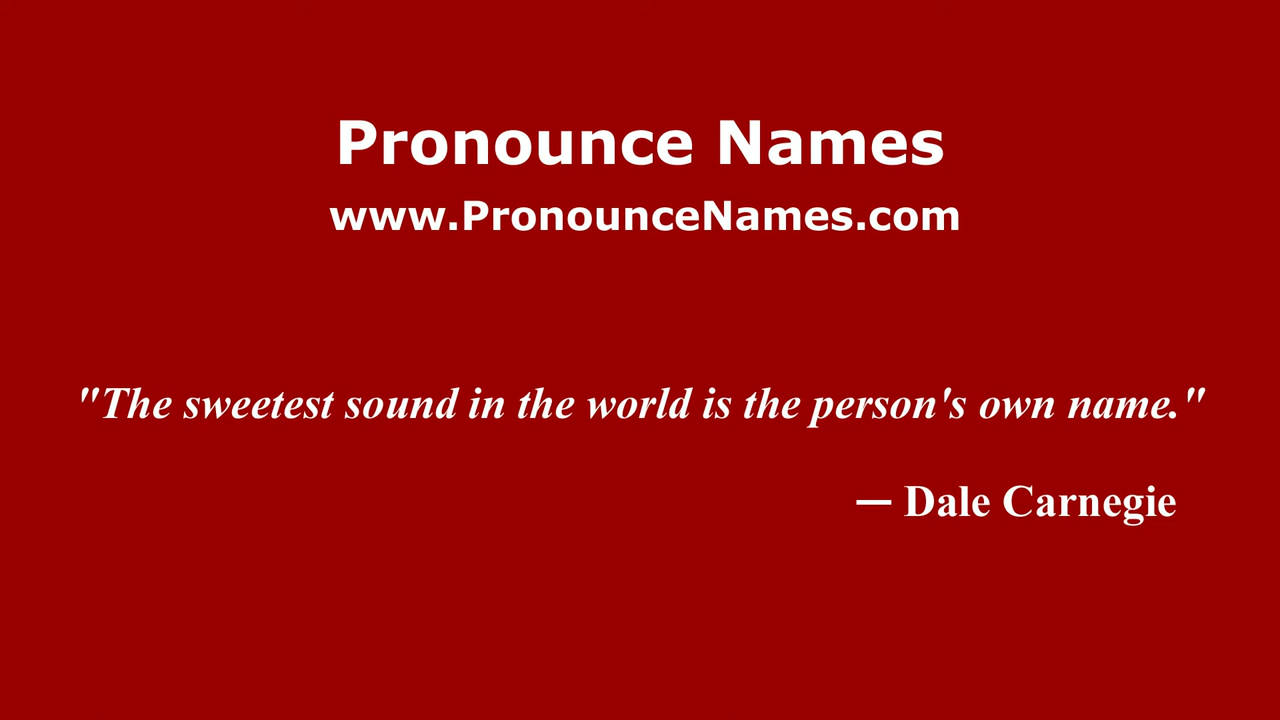 Pronounce Names
www.PronounceNames.com
"The sweetest sound in the world is the person's own name."
— Dale Carnegie